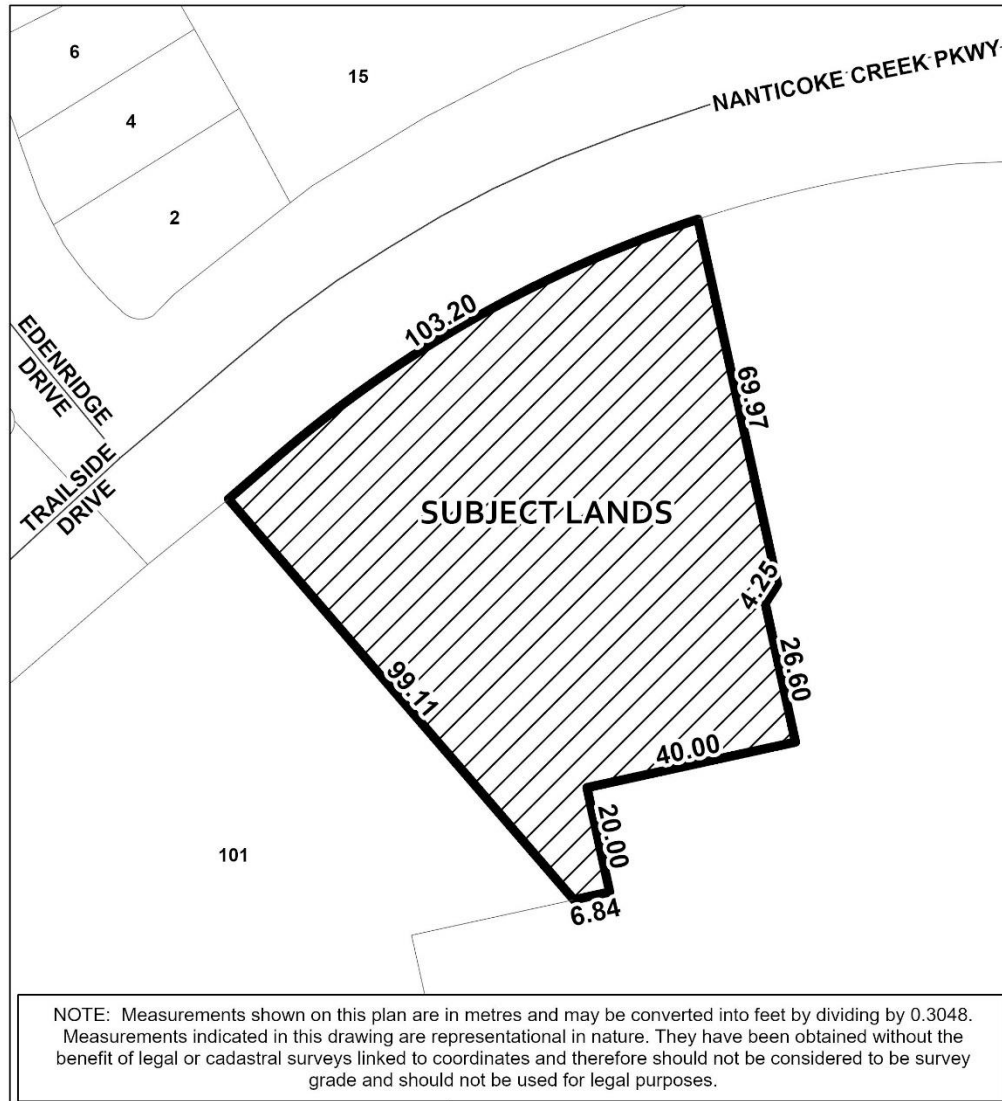 6
15
NANTICOKE CREEK PKWY
4
2
103.20
EDENRIDGE
DRIVE
69.97
TRAILSIDE
DRIVE
SUBJECT LANDS
4.25
99.11
26.60
40.00
20.00
101
6.84
NOTE: Measurements shown on this plan are in metres and may be converted into feet by dividing by 0.3048.
Measurements indicated in this drawing are representational in nature. They have been obtained without the
benefit of legal or cadastral surveys linked to coordinates and therefore should not be considered to be survey
grade and should not be used for legal purposes.